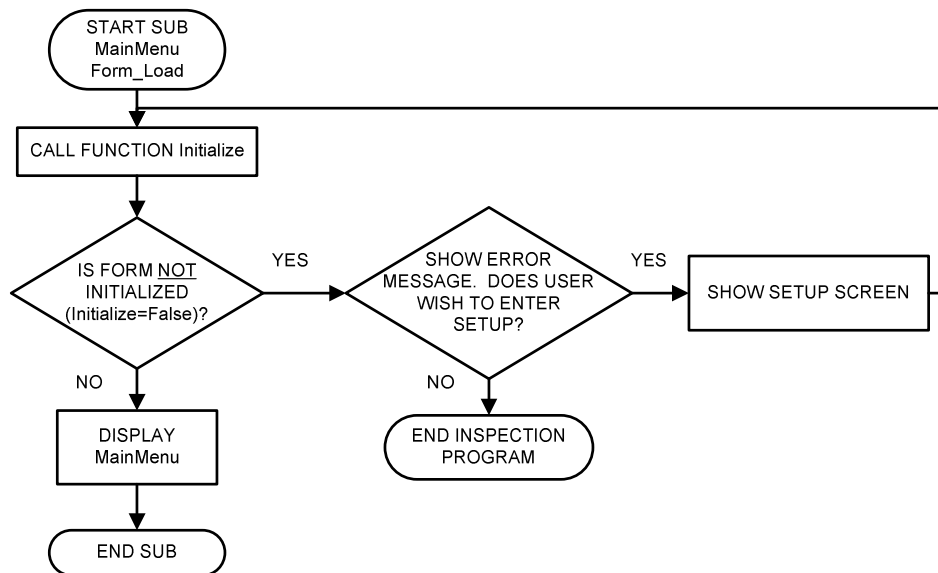 START SUB
MainMenu
Form_Load
CALL FUNCTION Initialize
IS FORM NOT
INITIALIZED
(Initialize=False)?
YES
SHOW ERROR
MESSAGE.  DOES USER
WISH TO ENTER
SETUP?
YES
SHOW SETUP SCREEN
NO
DISPLAY
MainMenu
NO
END INSPECTION
PROGRAM
END SUB